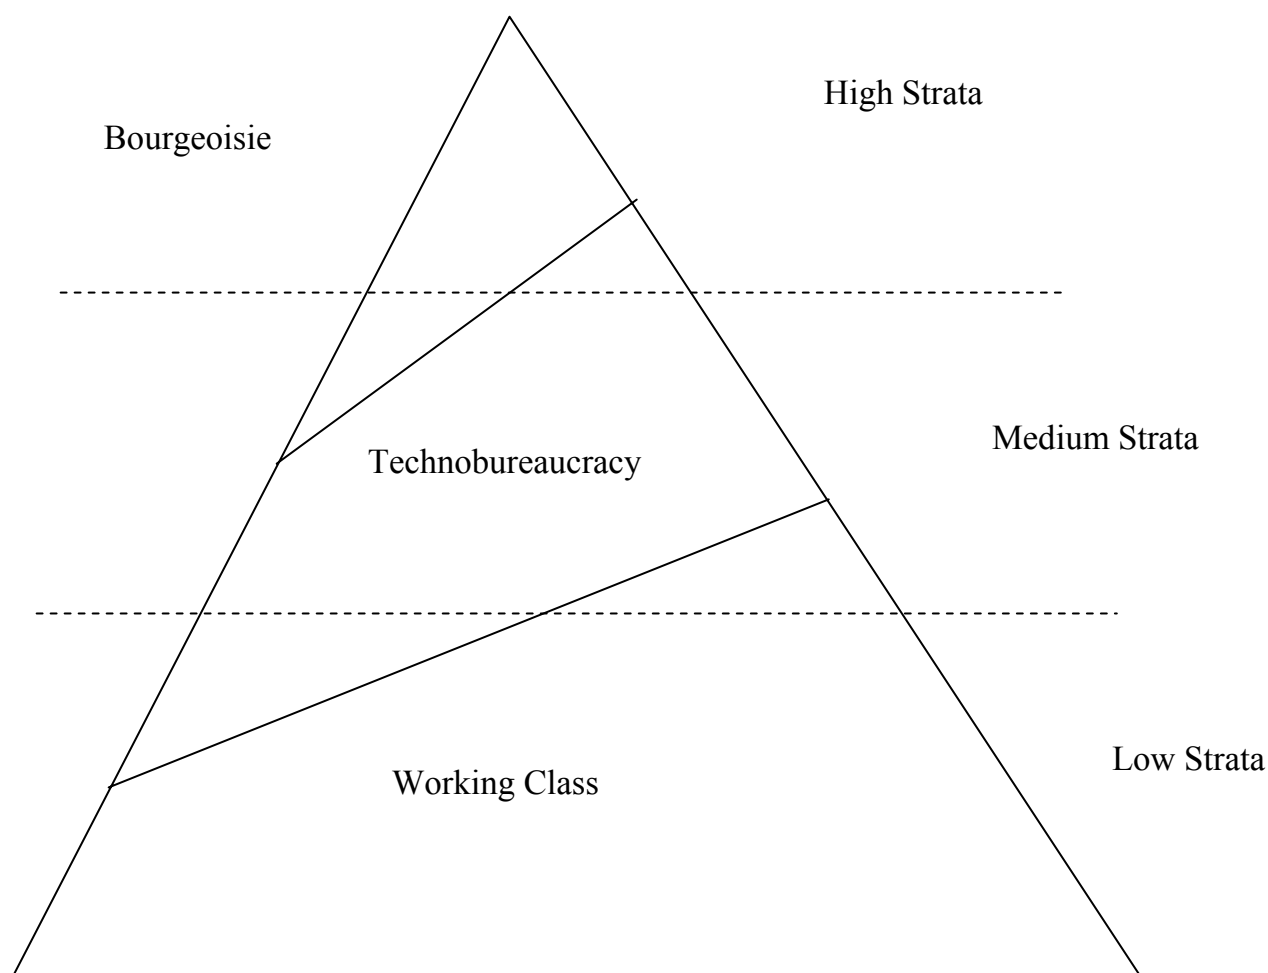 High Strata
Bourgeoisie
Medium Strata
Technobureaucracy
Low Strata
Working Class